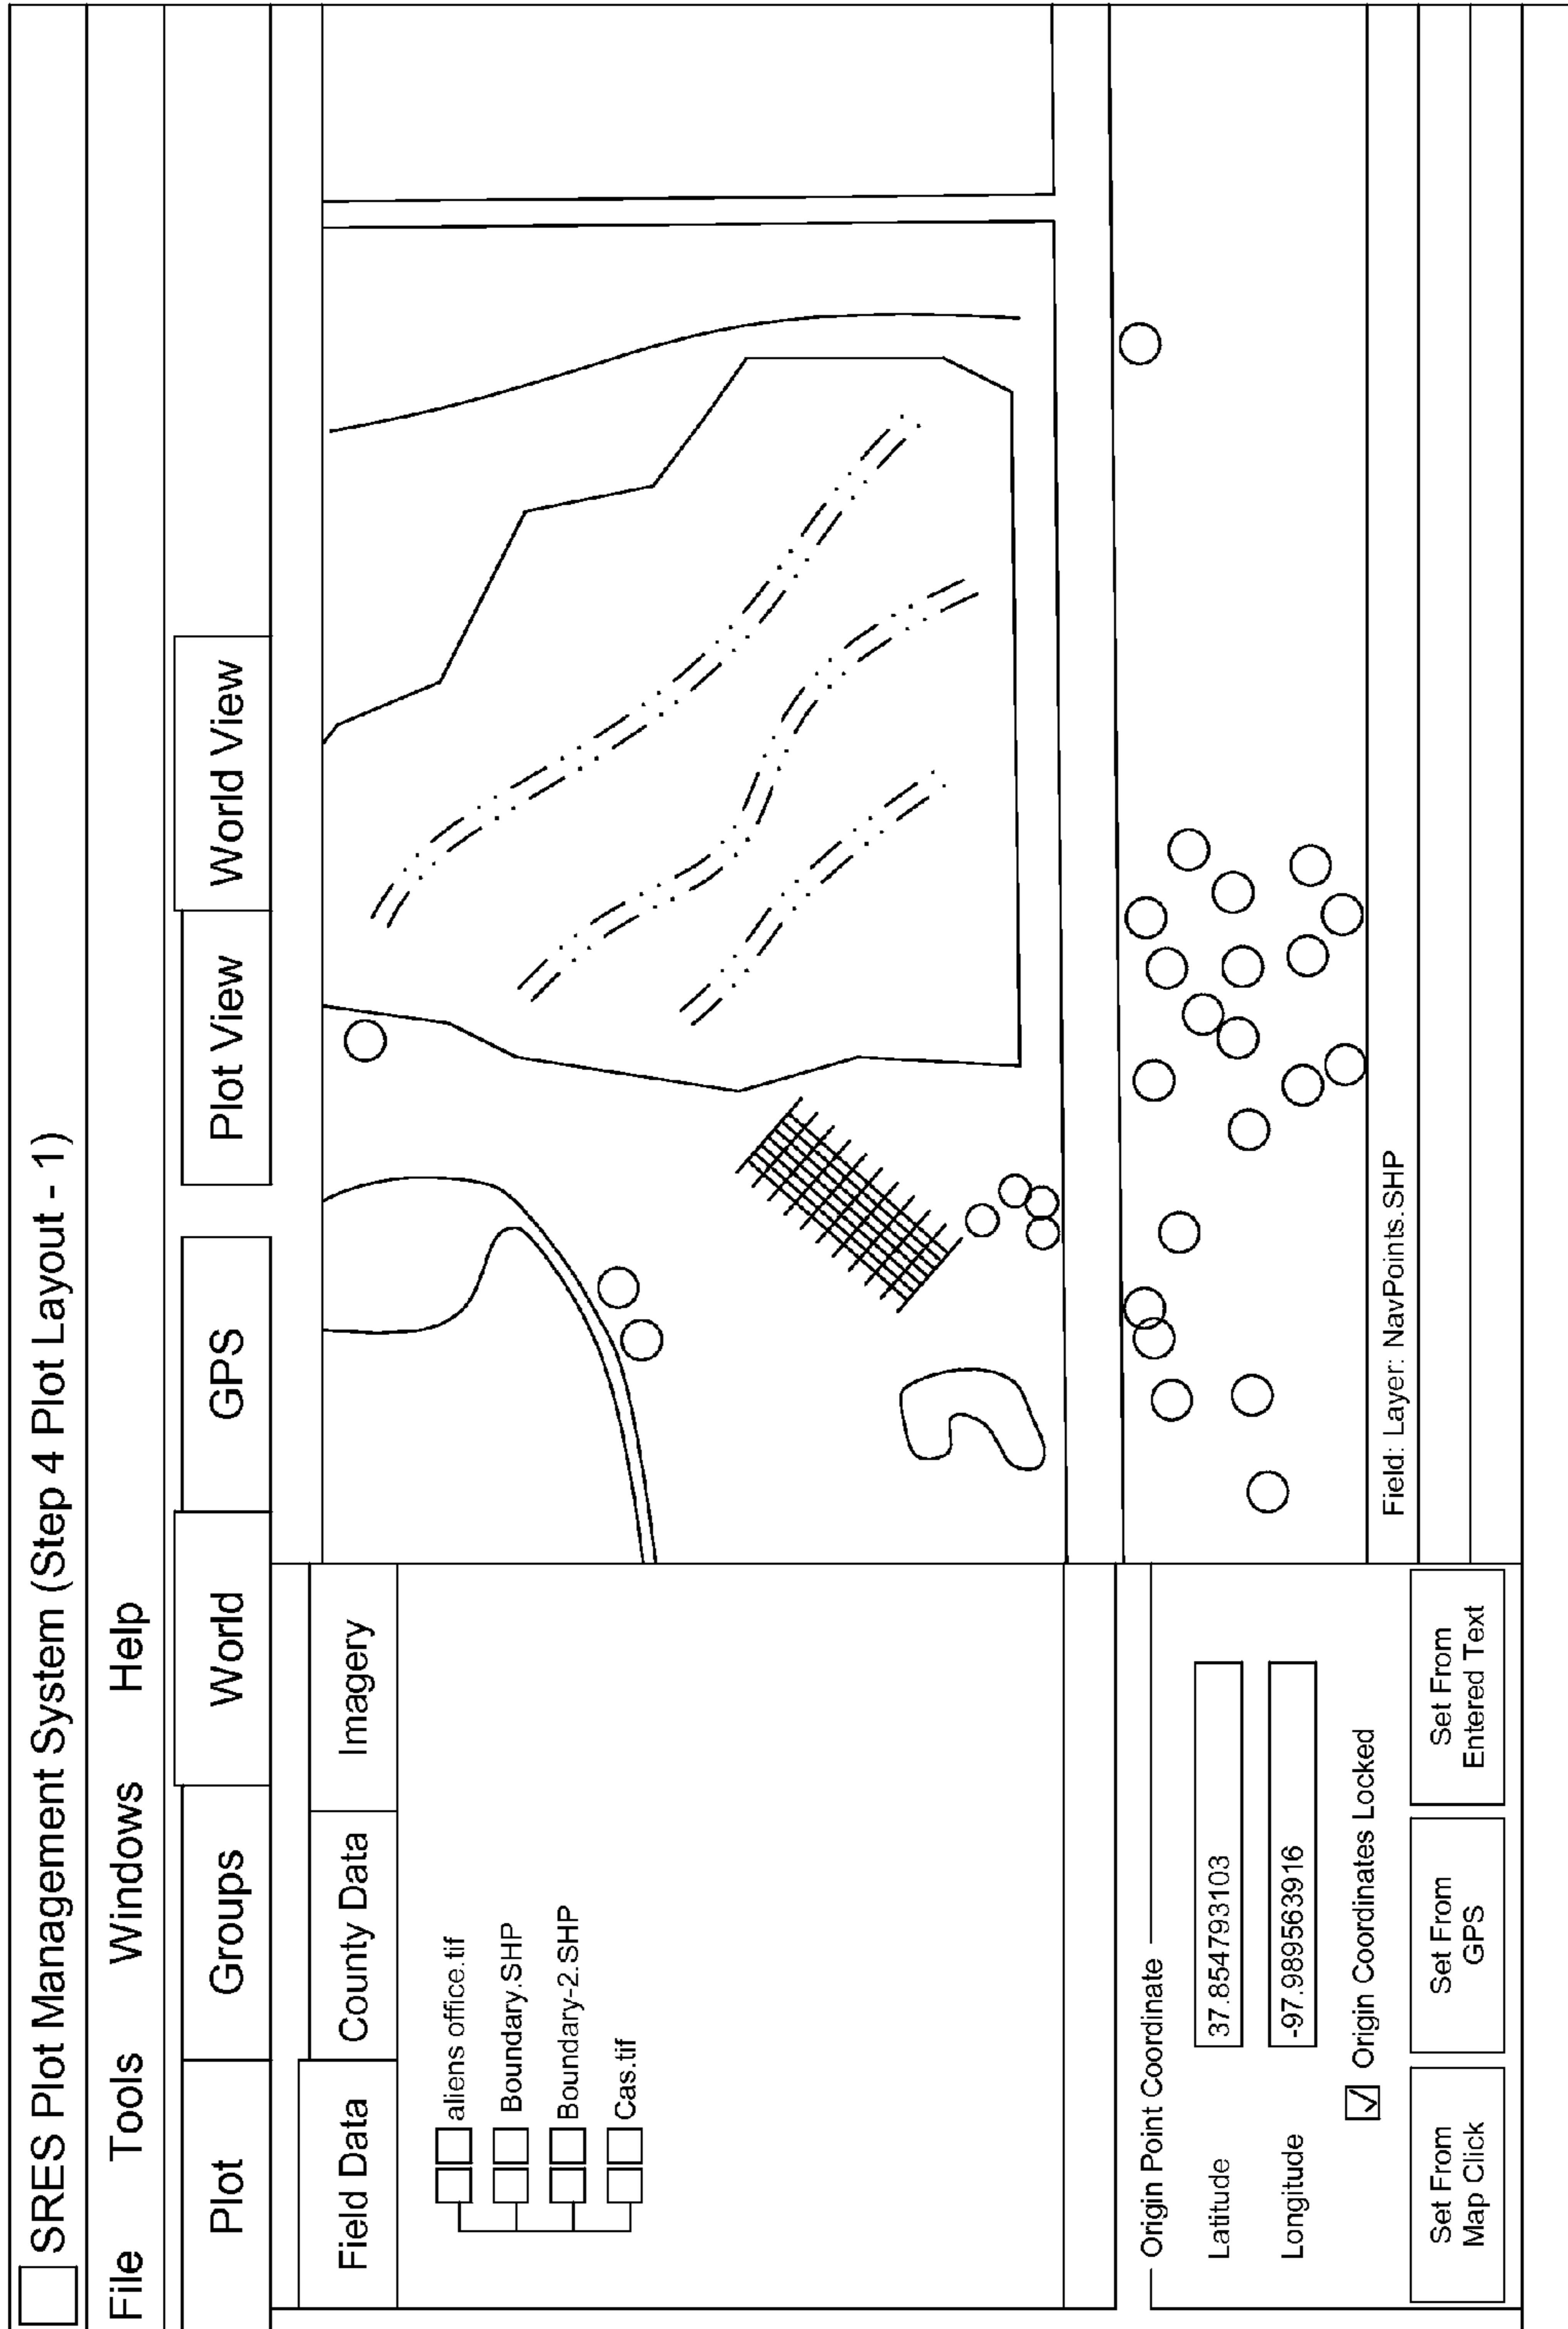 SRES Plot Management System (Step 4 Plot Layout - 1)
File Tools Windows Help
Plot Groups World GPS Plot View World View
Field Data County Data Imagery
aliens office.tif
Boundary.SHP
Boundary-2.SHP
Cas.tif
Origin Point Coordinate
Latitude 37.854793103
Longitude -97.989563916
Origin Coordinates Locked
Set From
Map Click
Set From
GPS
Set From
Entered Text
Field: Layer: NavPoints.SHP